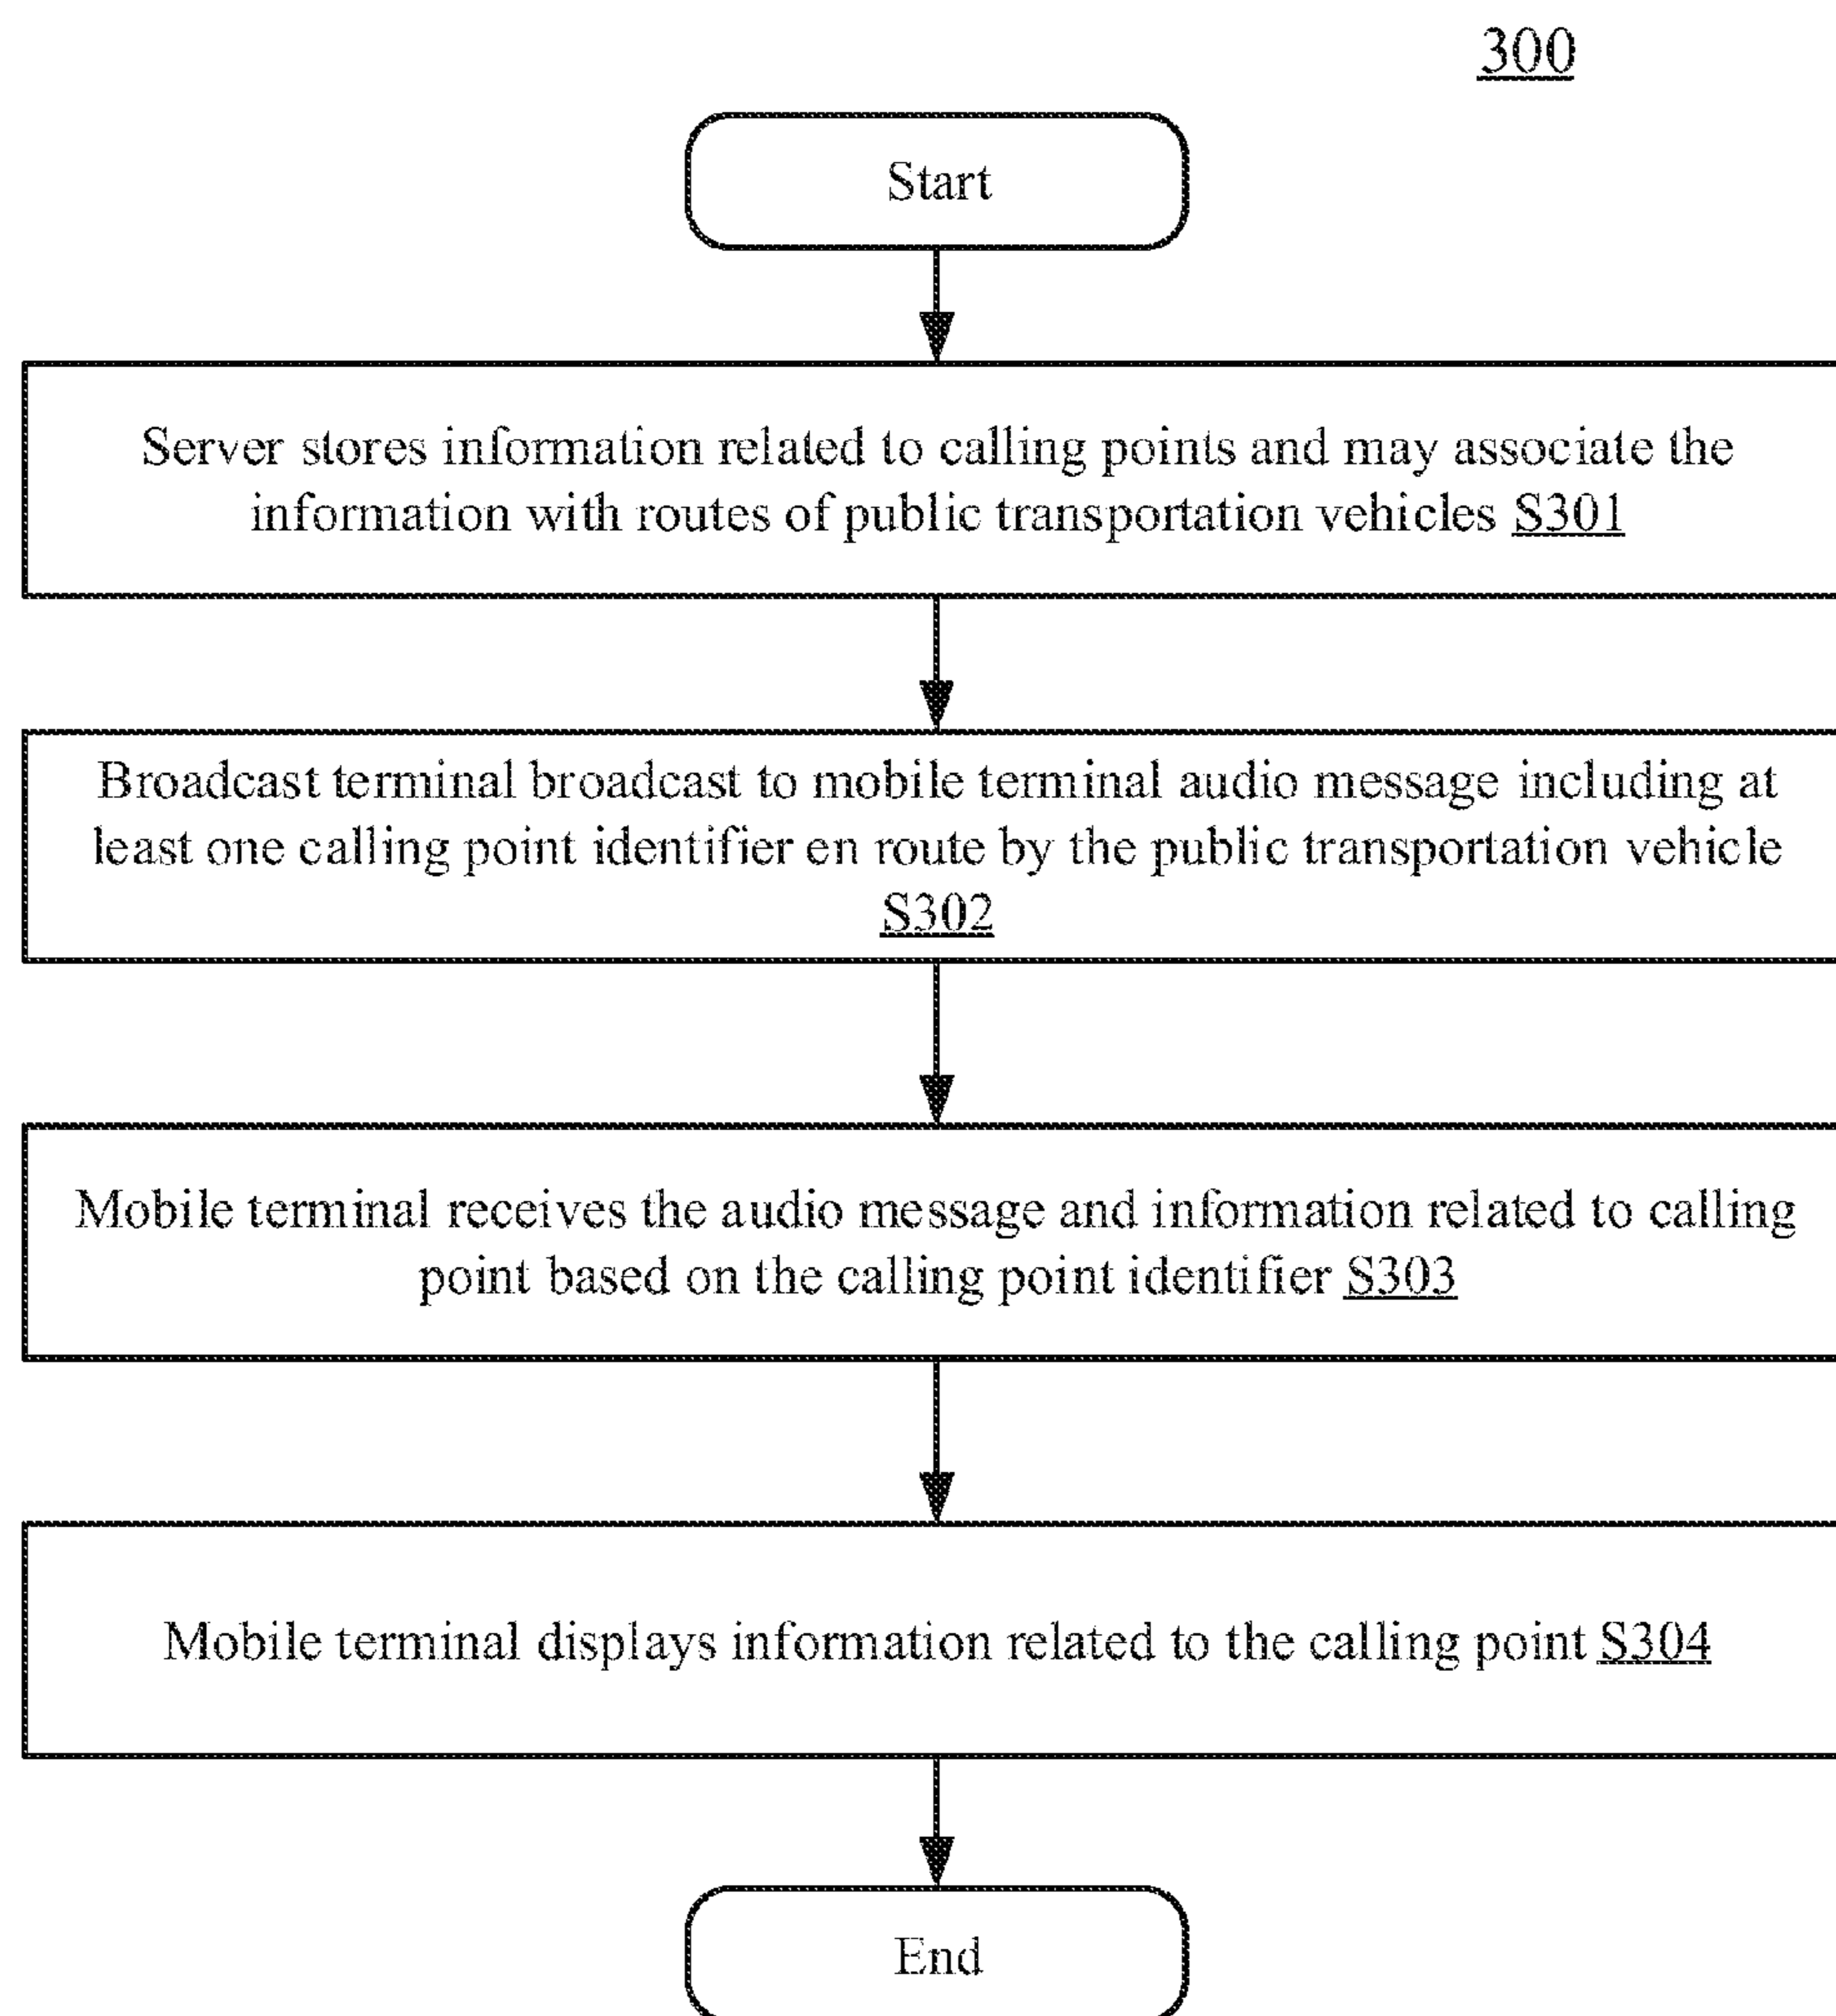 300
Start
Server stores information related to calling points and may associate the
information with routes of public transportation vehicles S301
Broadcast terminal broadcast to mobile terminal audio message including at
least one calling point identifier en route by the public transportation vehicle
S302
Mobile terminal receives the audio message and information related to calling
point based on the calling point identifier S303
Mobile terminal displays information related to the calling point S304
End